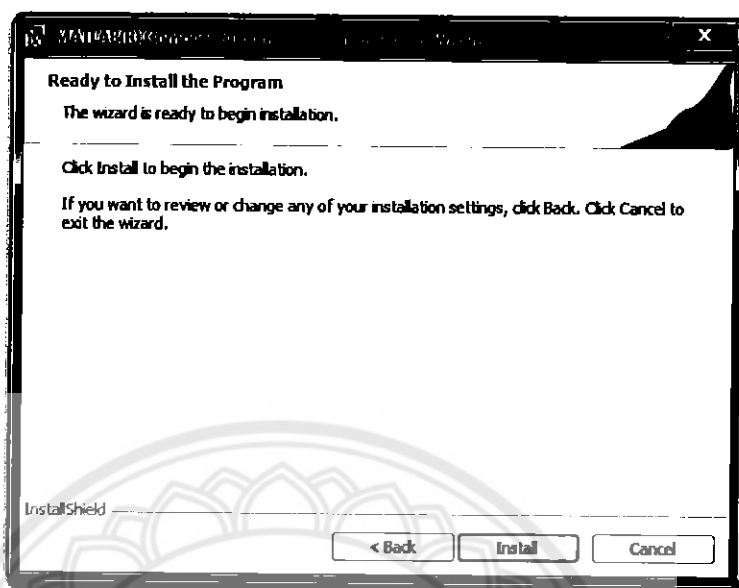 MATLAB(R) Component
Ready to Install the Program
The wizard is ready to begin installation.
Click Install to begin the installation.
If you want to review or change any of your installation settings, click Back. Click Cancel to
exit the wizard.
InstallShield
< Back
Install
Cancel